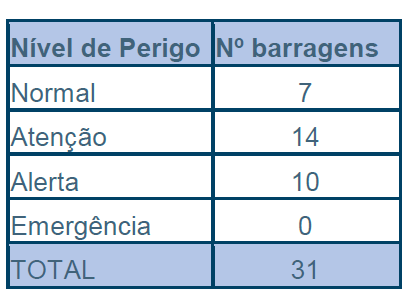 Nível de Perigo Nº barragens
Normal 7
Atenção 14
Alerta 10
Emergência 0
TOTAL 31